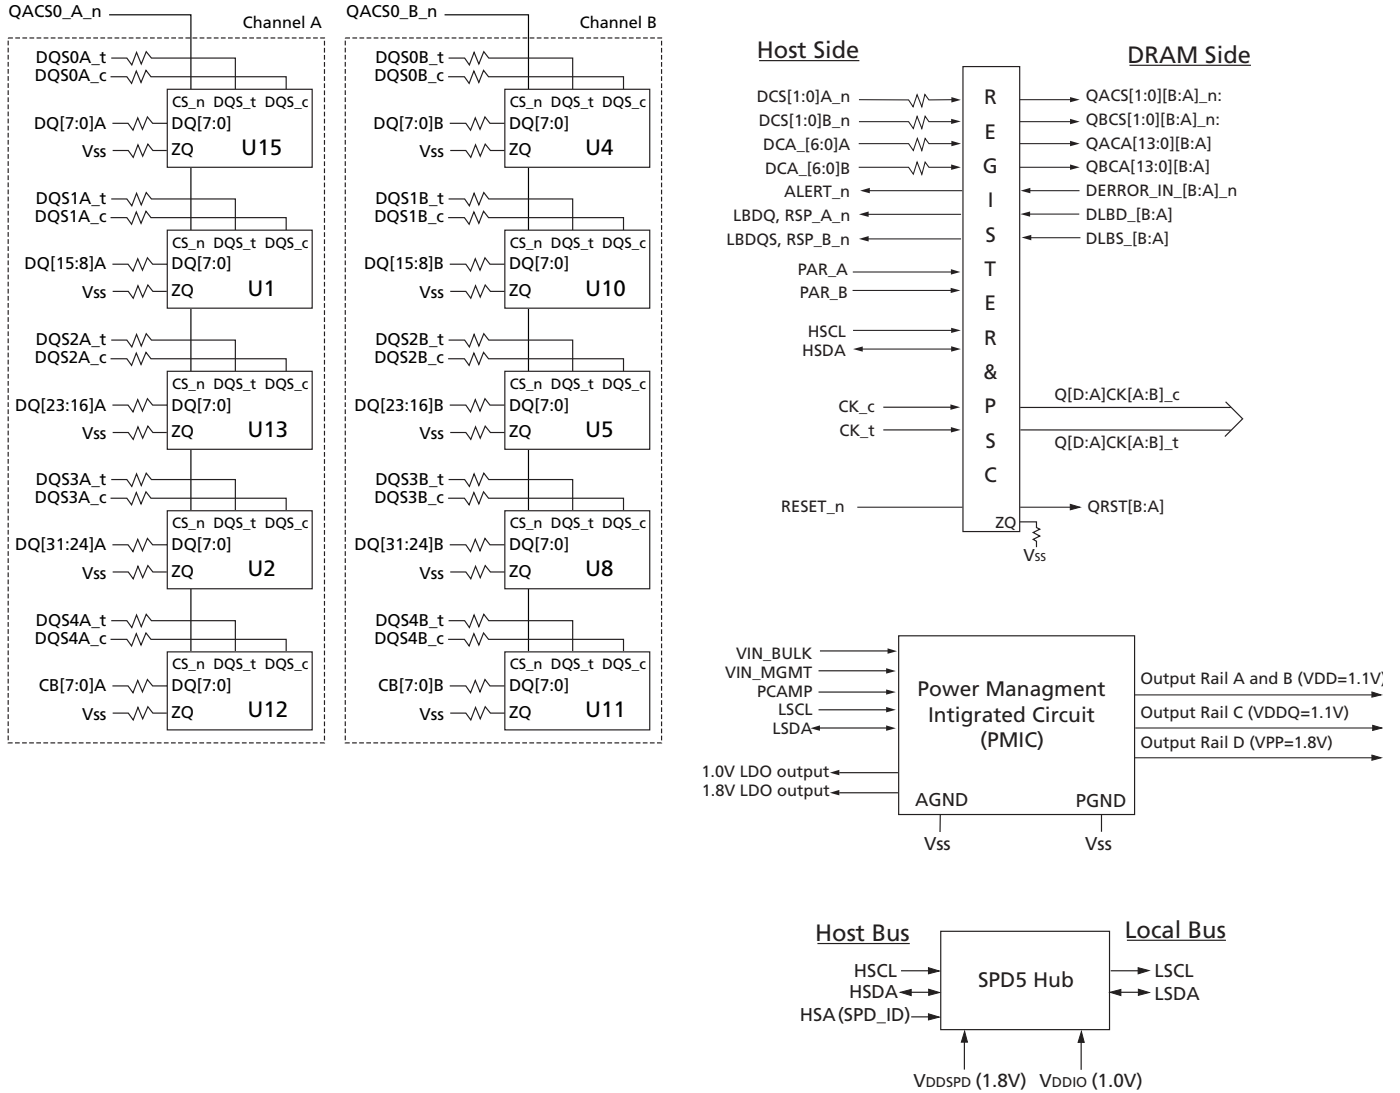 QACS0_A_n
Channel A
DQS0A_t
DQS0A_c
CS_n DQS_t DQS_c
DQ[7:0]A
DQ[7:0]
Vss
ZQ
U15
DQS1A_t
DQS1A_c
CS_n DQS_t DQS_c
DQ[15:8]A
DQ[7:0]
Vss
ZQ
U1
DQS2A_t
DQS2A_c
CS_n DQS_t DQS_c
DQ[23:16]A
DQ[7:0]
Vss
ZQ
U13
DQS3A_t
DQS3A_c
CS_n DQS_t DQS_c
DQ[31:24]A
DQ[7:0]
Vss
ZQ
U2
DQS4A_t
DQS4A_c
CS_n DQS_t DQS_c
CB[7:0]A
DQ[7:0]
Vss
ZQ
U12
QACS0_B_n
Channel B
DQS0B_t
DQS0B_c
CS_n DQS_t DQS_c
DQ[7:0]B
DQ[7:0]
Vss
ZQ
U4
DQS1B_t
DQS1B_c
CS_n DQS_t DQS_c
DQ[15:8]B
DQ[7:0]
Vss
ZQ
U10
DQS2B_t
DQS2B_c
CS_n DQS_t DQS_c
DQ[23:16]B
DQ[7:0]
Vss
ZQ
U5
DQS3B_t
DQS3B_c
CS_n DQS_t DQS_c
DQ[31:24]B
DQ[7:0]
Vss
ZQ
U8
DQS4B_t
DQS4B_c
CS_n DQS_t DQS_c
CB[7:0]B
DQ[7:0]
Vss
ZQ
U11
Host Side
DCS[1:0]A_n
DCS[1:0]B_n
DCA_[6:0]A
DCA_[6:0]B
ALERT_n
LBDQ, RSP_A_n
LBDQS, RSP_B_n
PAR_A
PAR_B
HSCL
HSDA
CK_c
CK_t
RESET_n
R
E
G
I
S
T
E
R
&
P
S
C
ZQ
Vss
DRAM Side
QACS[1:0][B:A]_n:
QBCS[1:0][B:A]_n:
QACA[13:0][B:A]
QBCA[13:0][B:A]
DERROR_IN_[B:A]_n
DLBD_[B:A]
DLBS_[B:A]
Q[D:A]CK[A:B]_c
Q[D:A]CK[A:B]_t
QRST[B:A]
VIN_BULK
VIN_MGMT
PCAMP
LSCL
LSDA
1.0V LDO output
1.8V LDO output
Power Managment
Intigrated Circuit
(PMIC)
AGND
PGND
Vss
Vss
Output Rail A and B (VDD=1.1V)
Output Rail C (VDDQ=1.1V)
Output Rail D (VPP=1.8V)
Host Bus
HSCL
HSDA
HSA (SPD_ID)
SPD5 Hub
Local Bus
LSCL
LSDA
VDDSPD (1.8V)
VDDIO (1.0V)